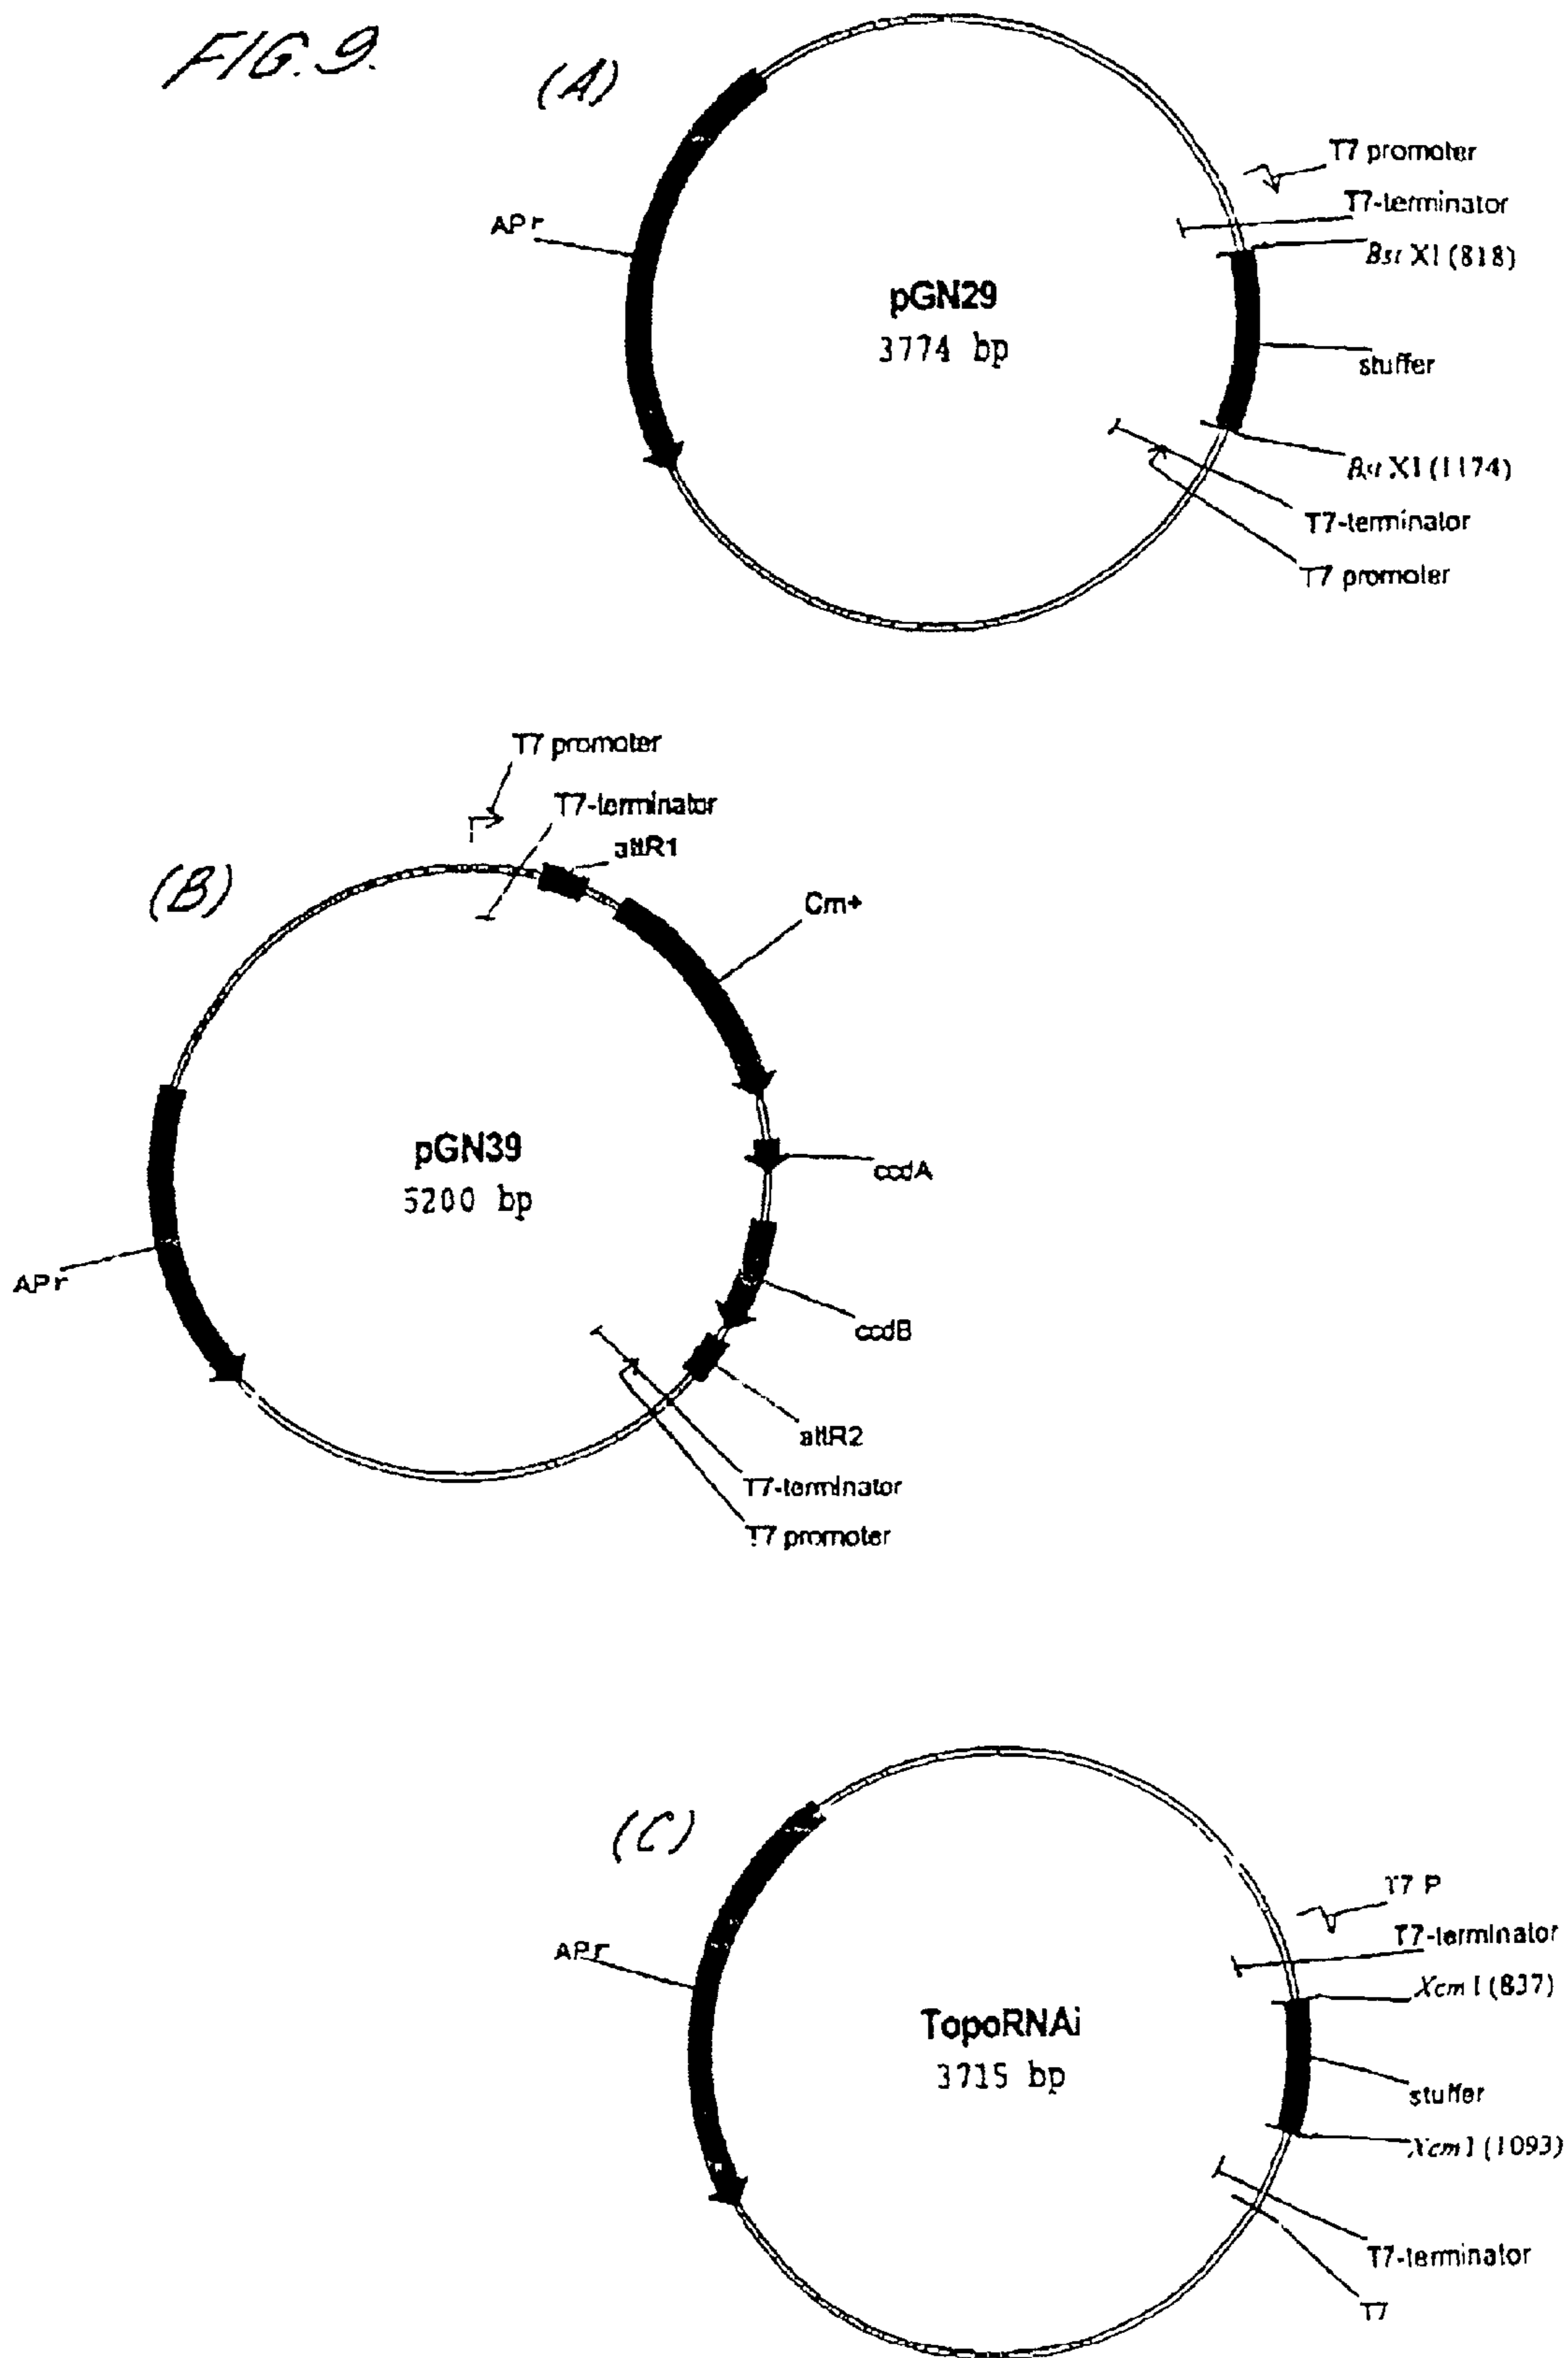 FIG. 9.
(A)
T7 promoter
T7-terminator
APr
Bst XI (818)
pGN29
3774 bp
stuffer
Bst XI (1174)
T7-terminator
T7 promoter
T7 promoter
T7-terminator
attR1
(B)
Cm+
pGN39
5200 bp
ccdA
APr
ccdB
attR2
T7-terminator
T7 promoter
(C)
T7 P
T7-terminator
APr
Xcm I (837)
TopoRNAi
3715 bp
stuffer
Xcm I (1093)
T7-terminator
T7